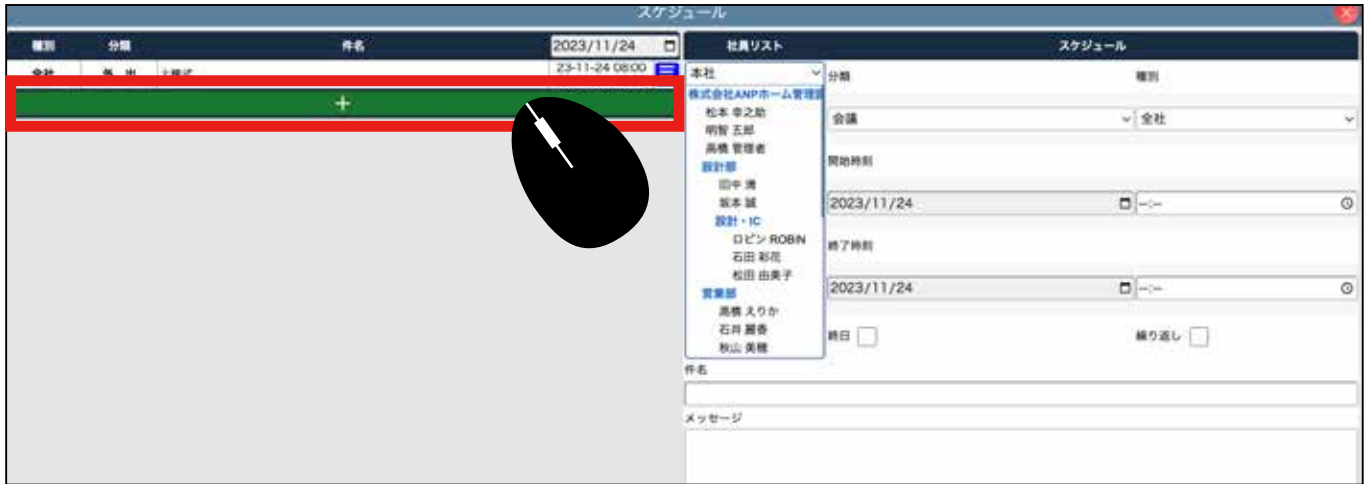 スケジュール
種別 分類 件名 2023/11/24 社員リスト スケジュール
全社 外 出 上棟式 23-11-24 08:00
+
本社
株式会社ANPホーム管理
松本 幸之助
明智 五郎
高橋 管理者
設計部
田中 清
坂本 誠
設計・IC
ロビン ROBIN
石田 彩花
松田 由美子
営業部
高橋 えりか
石井 麗香
秋山 美穂
分類 種別
会議 全社
開始時刻
2023/11/24 --:--
終了時刻
2023/11/24 --:--
終日 繰り返し
件名
メッセージ